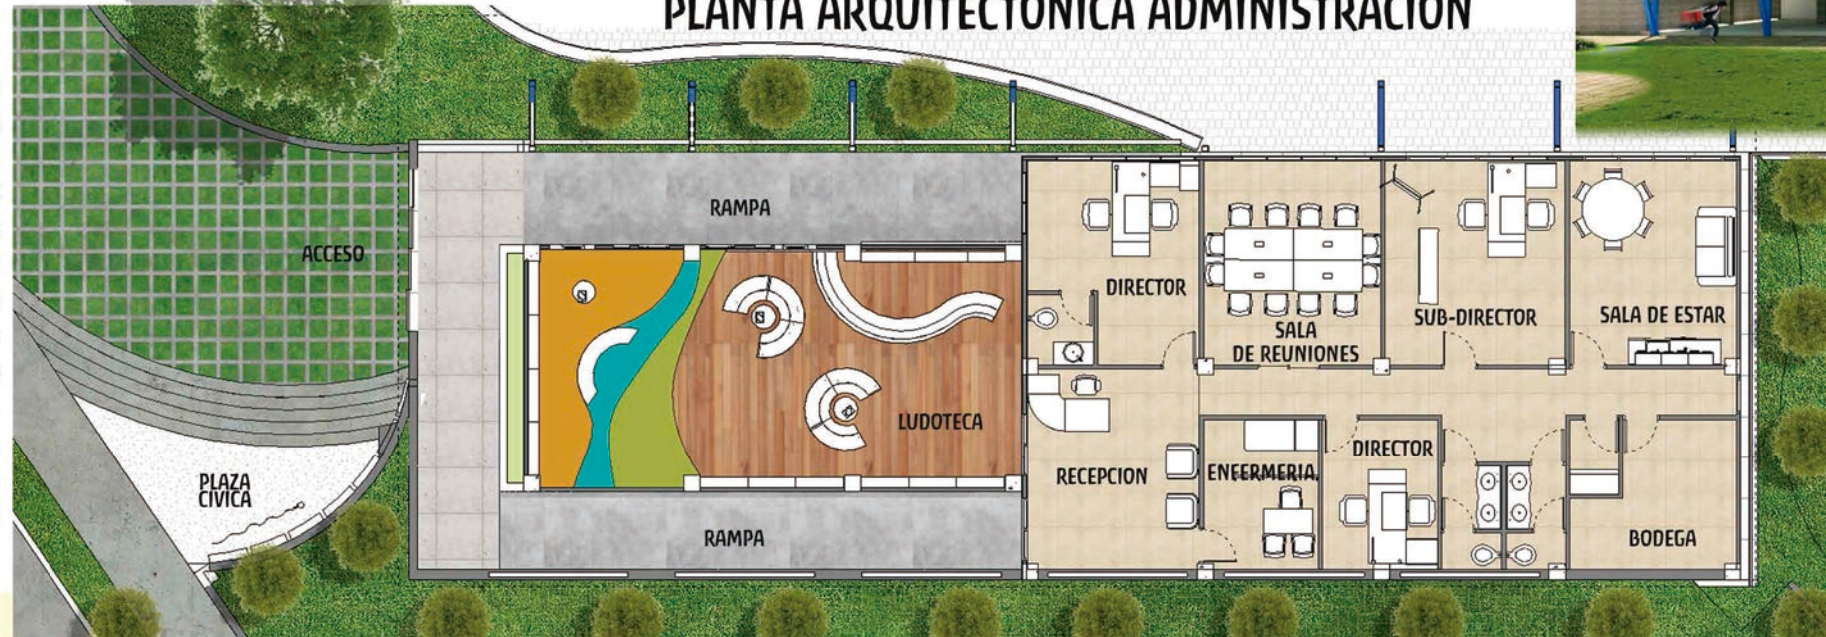 PLANTA ARQUITECTONICA ADMINISTRACION
RAMPA
ACCESO
DIRECTOR
SALA
DE REUNIONES
SUB-DIRECTOR
SALA DE ESTAR
LUDOTECA
PLAZA
CIVICA
RECEPCION
ENFERMERIA
DIRECTOR
RAMPA
BODEGA